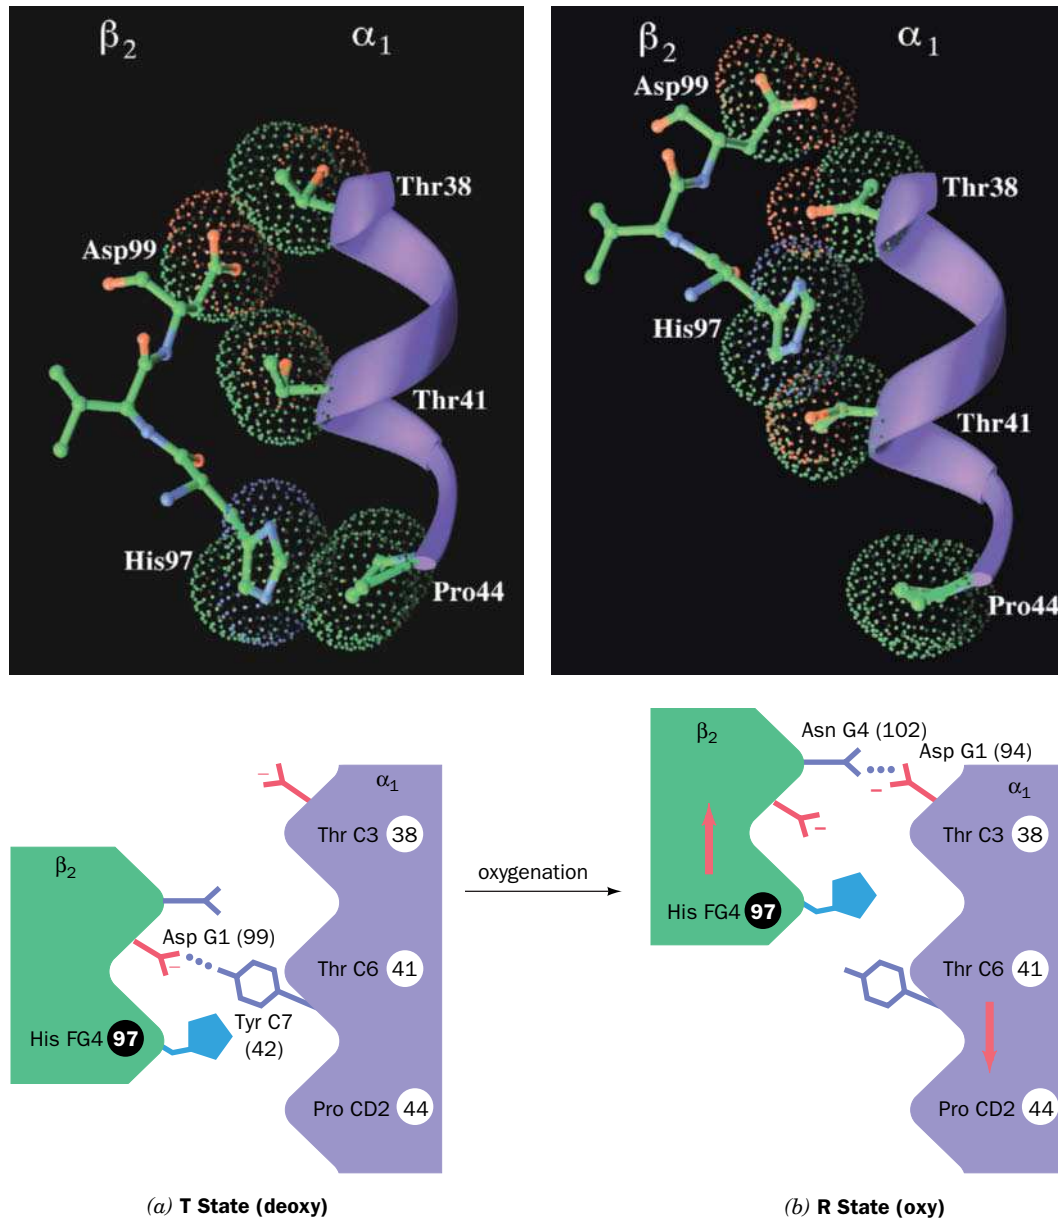 β2 α1
Thr38
Asp99
Thr41
His97
Pro44
β2 α1
Asp99
Thr38
His97
Thr41
Pro44
β2
α1
–
Thr C3 38
Asp G1 (99)
–
Thr C6 41
Tyr C7
(42)
His FG4 97
Pro CD2 44
oxygenation
β2
Asn G4 (102)
Asp G1 (94)
–
α1
–
Thr C3 38
His FG4 97
Thr C6 41
Pro CD2 44
(a) T State (deoxy)
(b) R State (oxy)